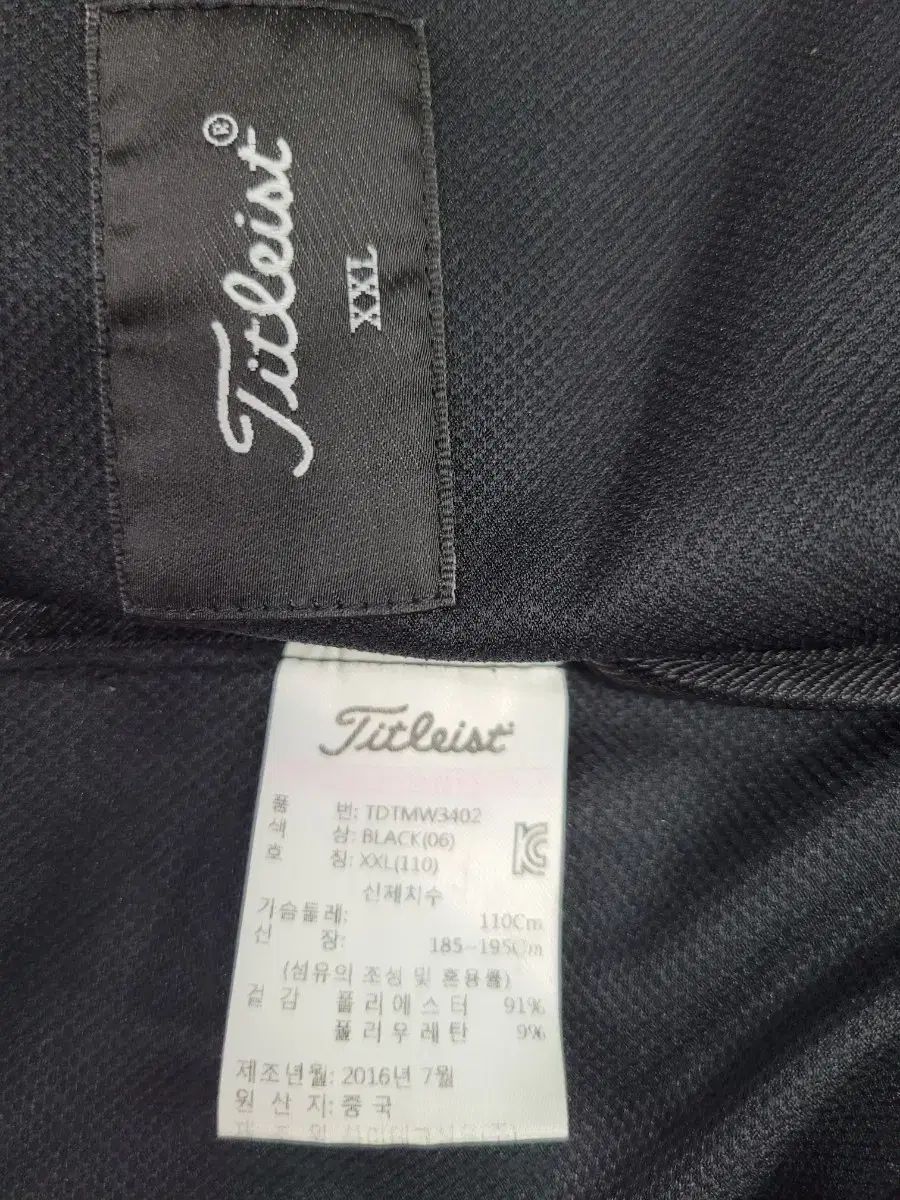 Titleist®
XXL
Titleist
품 번: TDTMW3402
색 상: BLACK(06)
호 칭: XXL(110)
신체치수
가슴둘레: 110Cm
신 장: 185~195Cm
(섬유의 조성 및 혼용률)
겉감 폴리에스터 91%
폴리우레탄 9%
제조년월: 2016년 7월
원산지: 중국